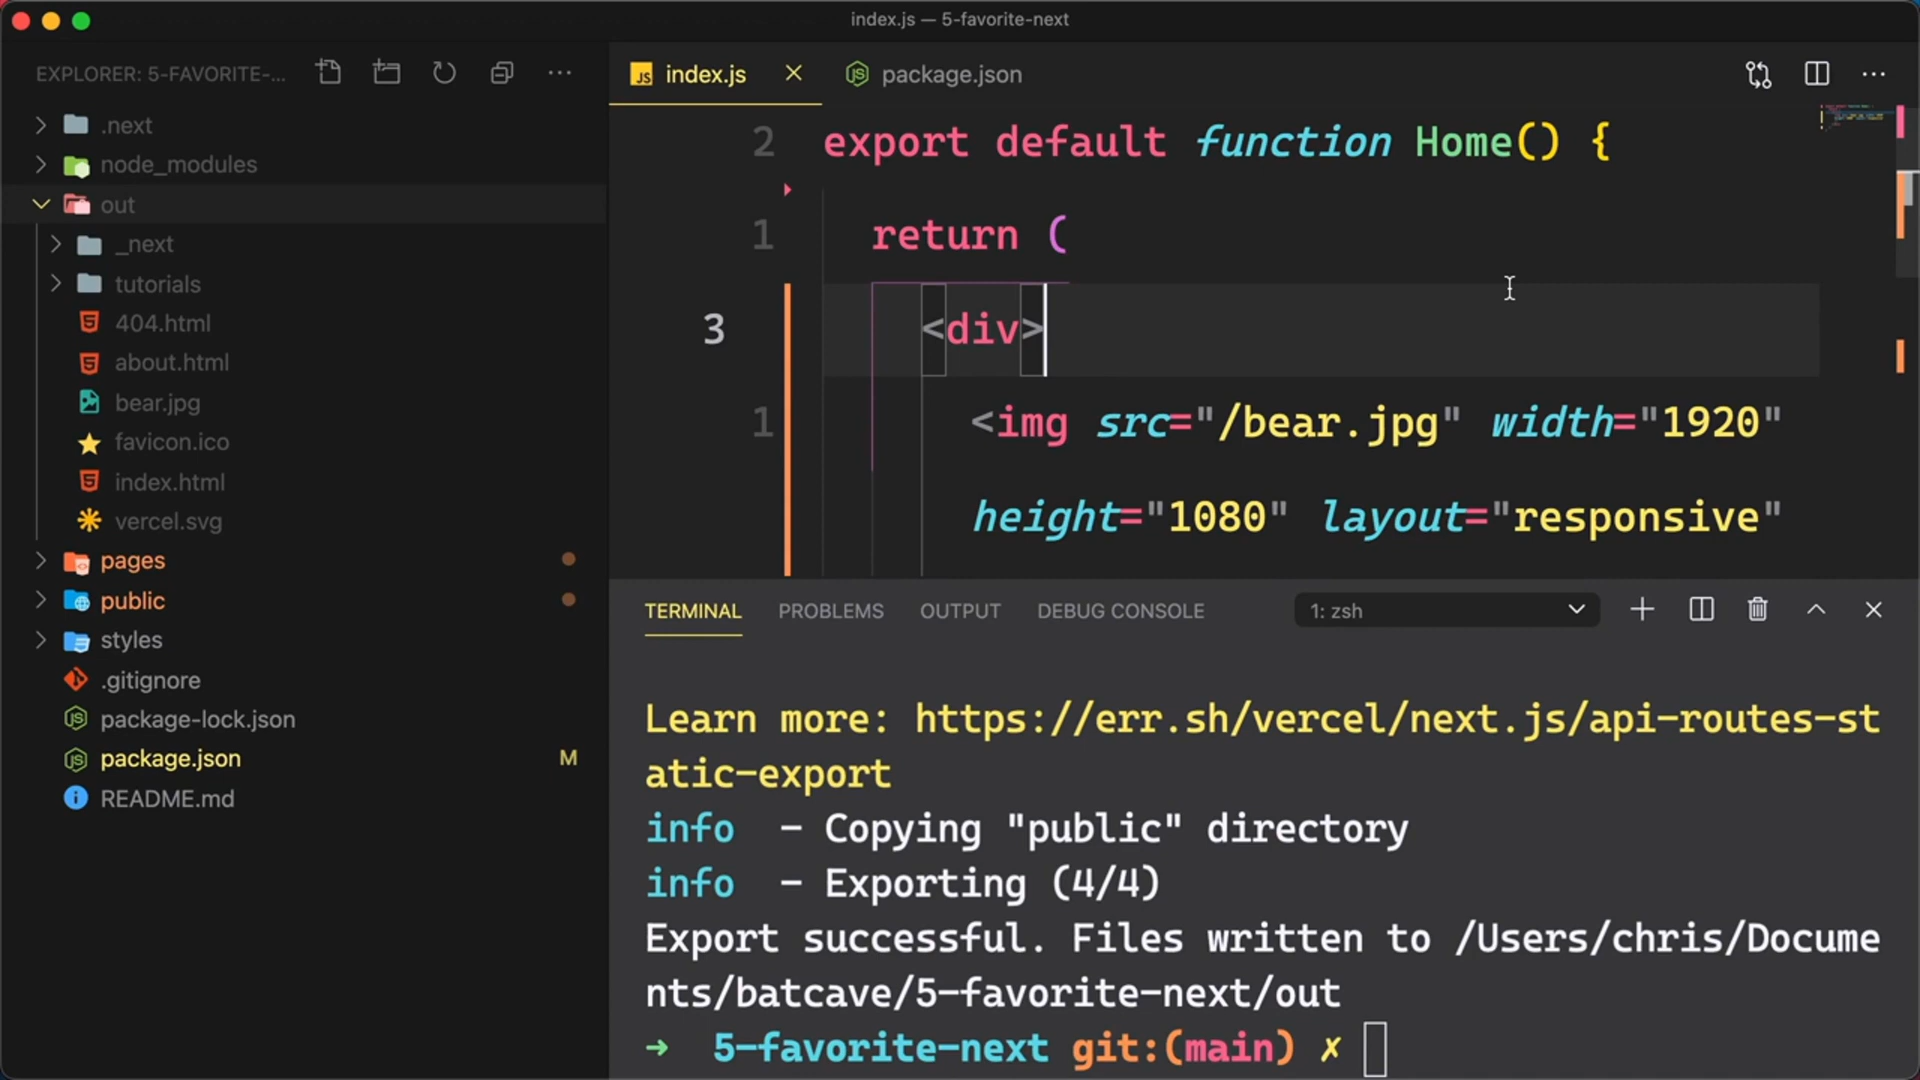 index.js — 5-favorite-next
EXPLORER: 5-FAVORITE-...
.next
node_modules
out
_next
tutorials
404.html
about.html
bear.jpg
favicon.ico
index.html
vercel.svg
pages
public
styles
.gitignore
package-lock.json
package.json M
README.md
JS index.js
package.json
2 export default function Home() {
1 return (
3 <div>
1 <img src="/bear.jpg" width="1920"
height="1080" layout="responsive"
TERMINAL PROBLEMS OUTPUT DEBUG CONSOLE 1: zsh
Learn more: https://err.sh/vercel/next.js/api-routes-st
atic-export
info - Copying "public" directory
info - Exporting (4/4)
Export successful. Files written to /Users/chris/Docume
nts/batcave/5-favorite-next/out
➜ 5-favorite-next git:(main) ✗